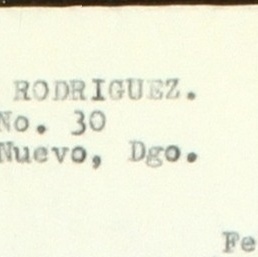 RODRIGUEZ.
No. 30
Nuevo, Dgo.
Fe